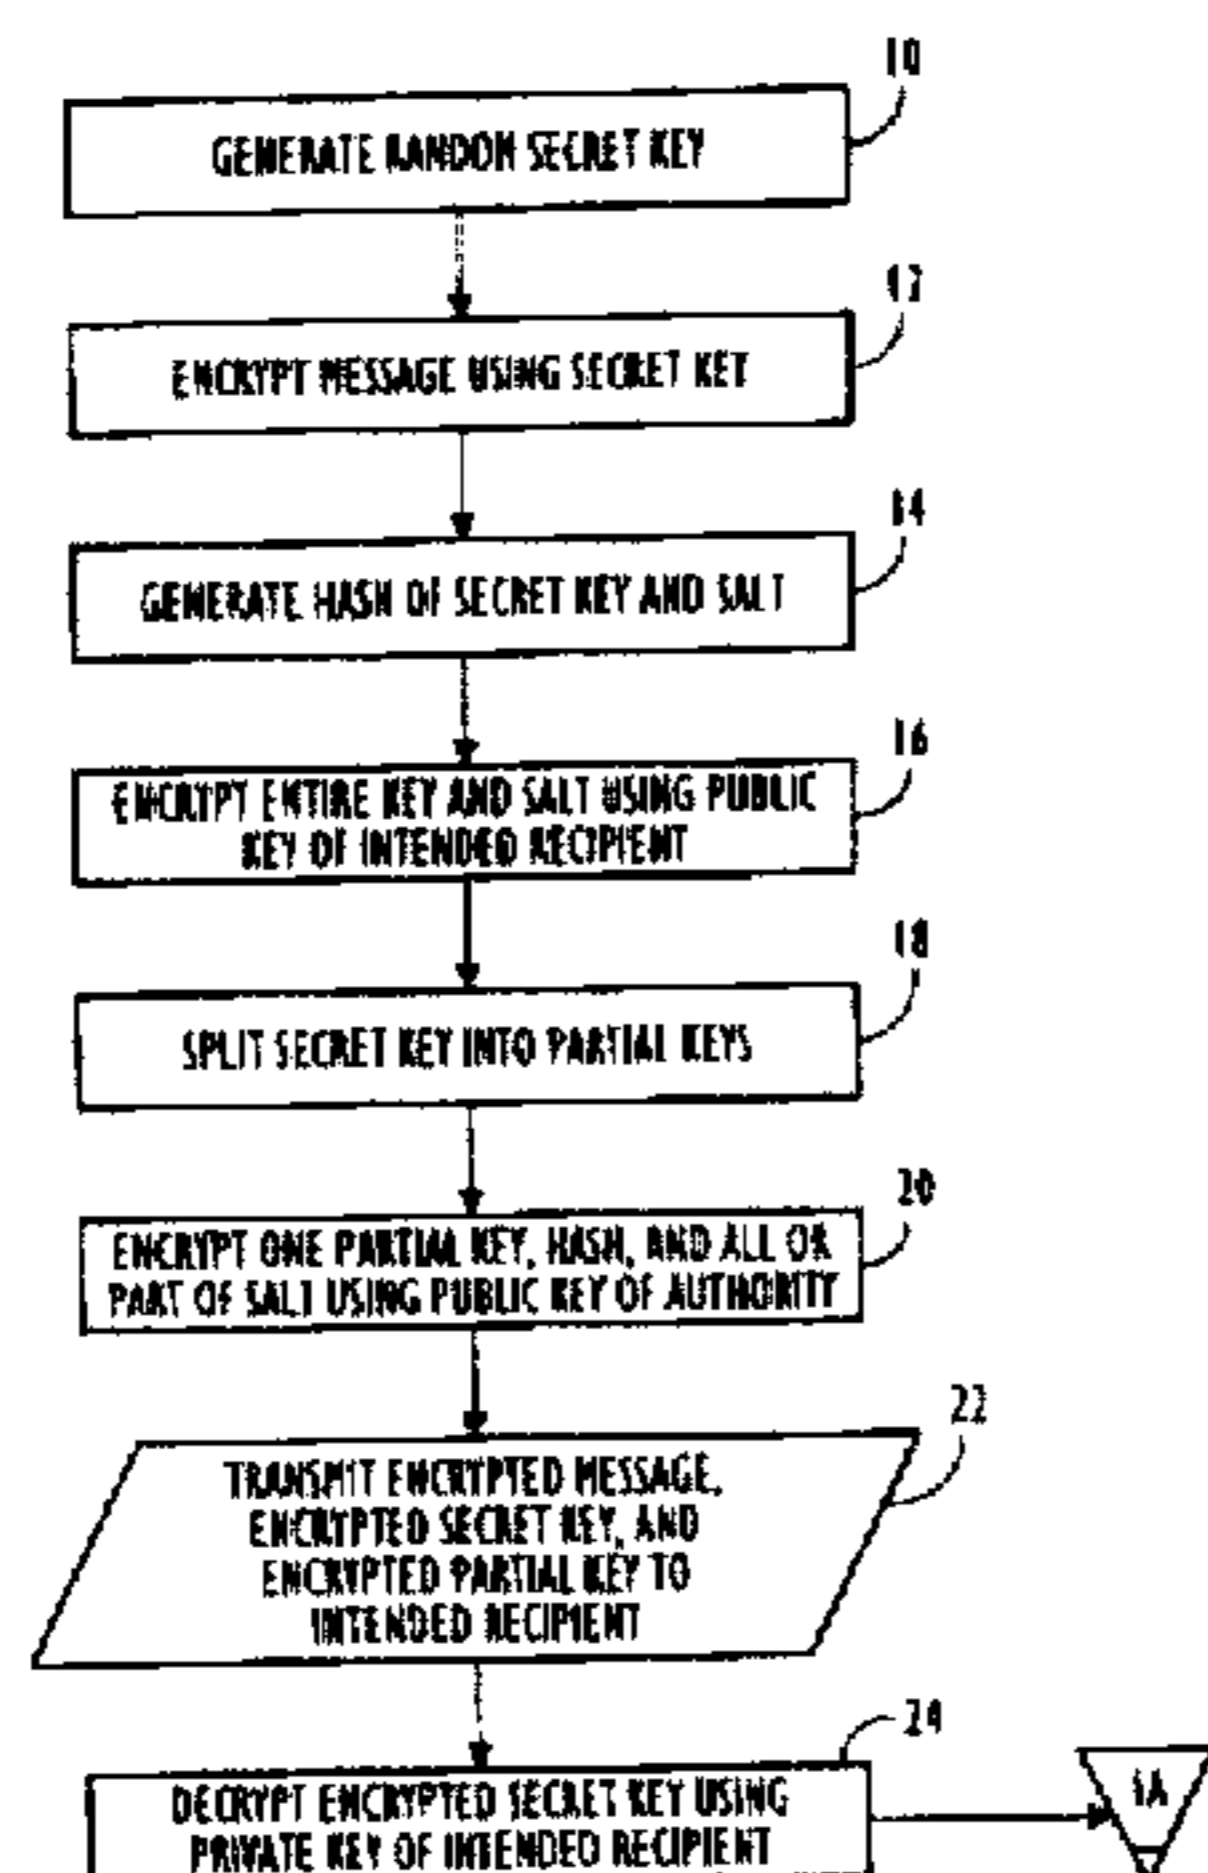 10
GENERATE RANDOM SECRET KEY
12
ENCRYPT MESSAGE USING SECRET KEY
14
GENERATE HASH OF SECRET KEY AND SALT
16
ENCRYPT ENTIRE KEY AND SALT USING PUBLIC
KEY OF INTENDED RECIPIENT
18
SPLIT SECRET KEY INTO PARTIAL KEYS
20
ENCRYPT ONE PARTIAL KEY, HASH, AND ALL OR
PART OF SALT USING PUBLIC KEY OF AUTHORITY
22
TRANSMIT ENCRYPTED MESSAGE,
ENCRYPTED SECRET KEY, AND
ENCRYPTED PARTIAL KEY TO
INTENDED RECIPIENT
24
DECRYPT ENCRYPTED SECRET KEY USING
PRIVATE KEY OF INTENDED RECIPIENT
1A